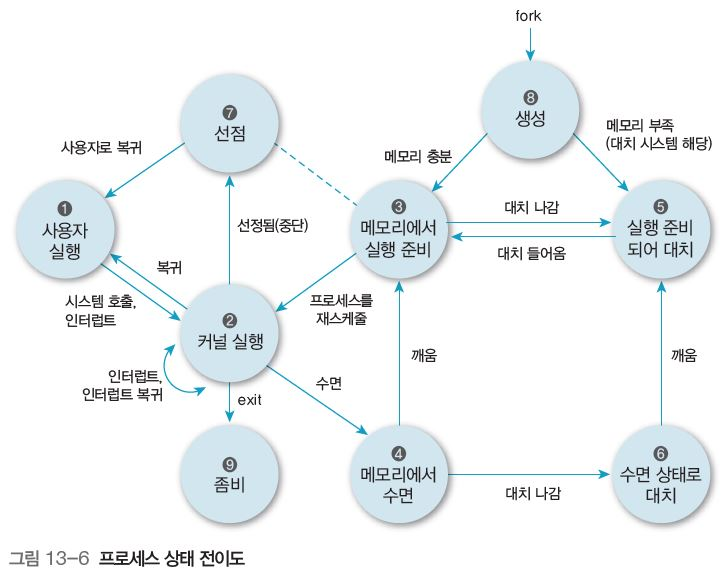 fork
❽
생성
❼
선점
사용자로 복귀
메모리 충분
메모리 부족
(대치 시스템 해당)
❶
사용자
실행
선정됨(중단)
❸
메모리에서
실행 준비
대치 나감
대치 들어옴
❺
실행 준비
되어 대치
복귀
시스템 호출,
인터럽트
❷
커널 실행
프로세스를
재스케줄
인터럽트,
인터럽트 복귀
exit
수면
깨움
깨움
❾
좀비
❹
메모리에서
수면
대치 나감
❻
수면 상태로
대치
그림 13-6 프로세스 상태 전이도